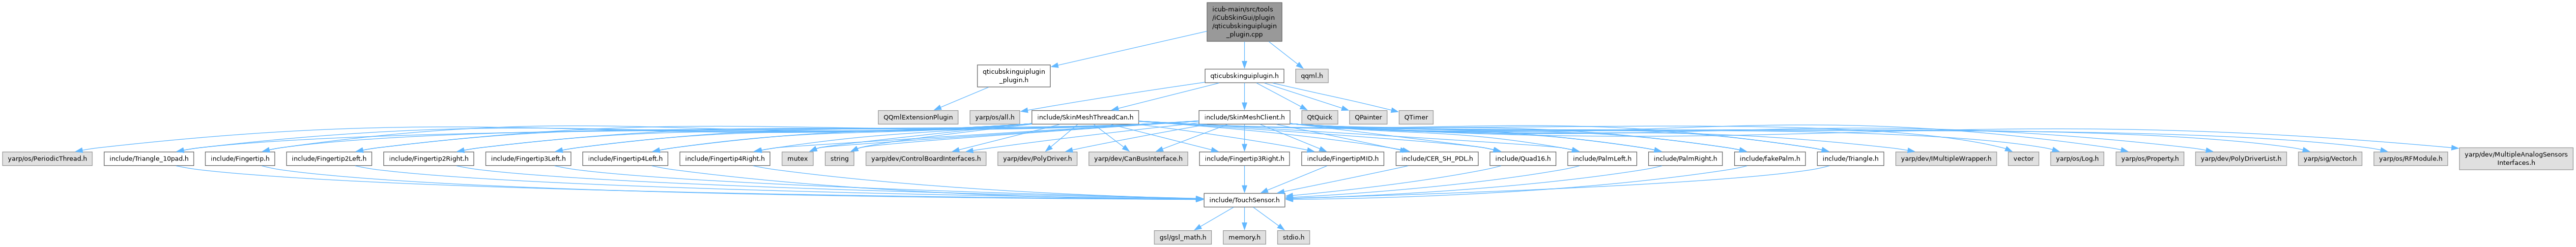 icub-main/src/tools
/iCubSkinGui/plugin
/qticubskinguiplugin
_plugin.cpp
qticubskinguiplugin
_plugin.h
qticubskinguiplugin.h
qqml.h
QQmlExtensionPlugin
yarp/os/all.h
include/SkinMeshThreadCan.h
include/SkinMeshClient.h
QtQuick
QPainter
QTimer
yarp/os/PeriodicThread.h
include/Triangle_10pad.h
include/Fingertip.h
include/Fingertip2Left.h
include/Fingertip2Right.h
include/Fingertip3Left.h
include/Fingertip4Left.h
include/Fingertip4Right.h
mutex
string
yarp/dev/ControlBoardInterfaces.h
yarp/dev/PolyDriver.h
yarp/dev/CanBusInterface.h
include/Fingertip3Right.h
include/FingertipMID.h
include/CER_SH_PDL.h
include/Quad16.h
include/PalmLeft.h
include/PalmRight.h
include/fakePalm.h
include/Triangle.h
yarp/dev/IMultipleWrapper.h
vector
yarp/os/Log.h
yarp/os/Property.h
yarp/dev/PolyDriverList.h
yarp/sig/Vector.h
yarp/os/RFModule.h
yarp/dev/MultipleAnalogSensors
Interfaces.h
include/TouchSensor.h
gsl/gsl_math.h
memory.h
stdio.h